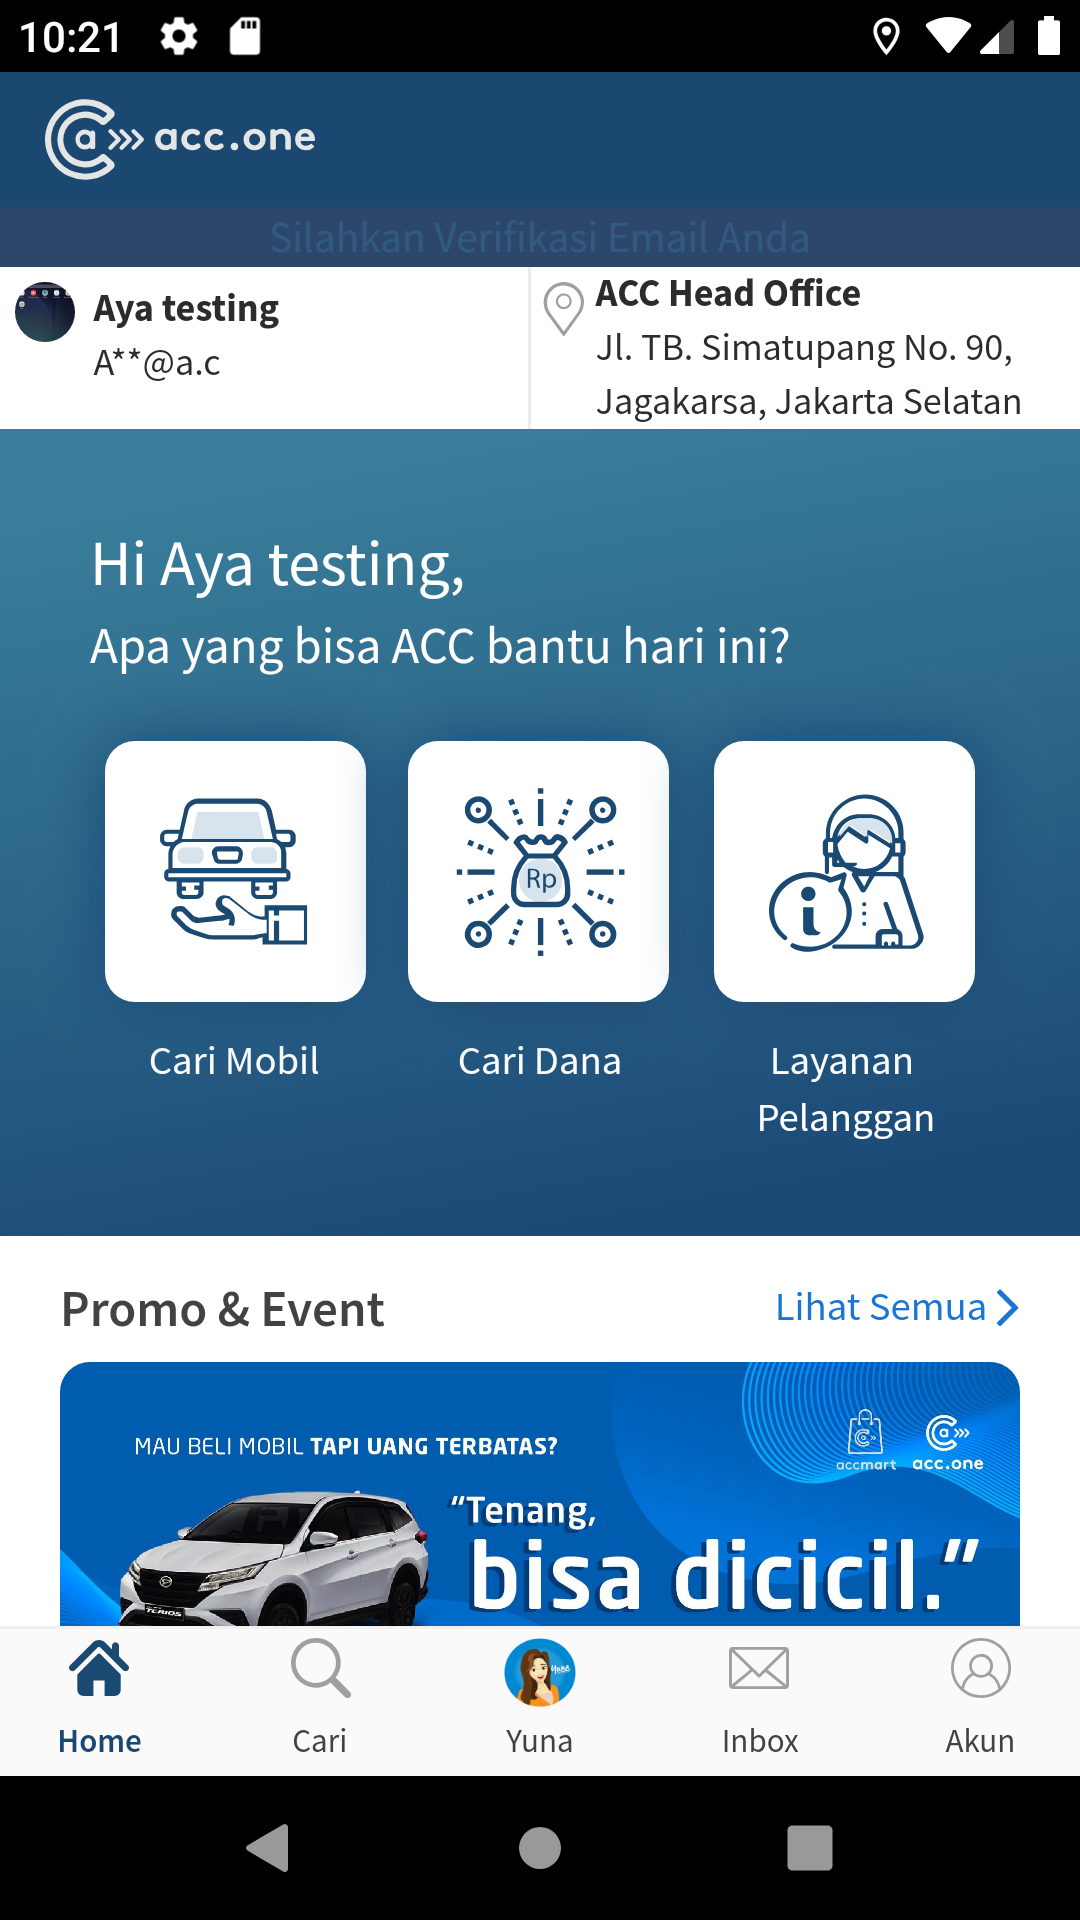 10:21
acc.one
Silahkan Verifikasi Email Anda
Aya testing
A**@a.c
ACC Head Office
Jl. TB. Simatupang No. 90,
Jagakarsa, Jakarta Selatan
Hi Aya testing,
Apa yang bisa ACC bantu hari ini?
Rp
Cari Mobil
Cari Dana
Layanan
Pelanggan
Promo & Event
Lihat Semua
MAU BELI MOBIL TAPI UANG TERBATAS?
accmart
acc.one
“Tenang,
bisa dicicil.”
TERIOS
Home
Cari
Yuna
Yuna
Inbox
Akun